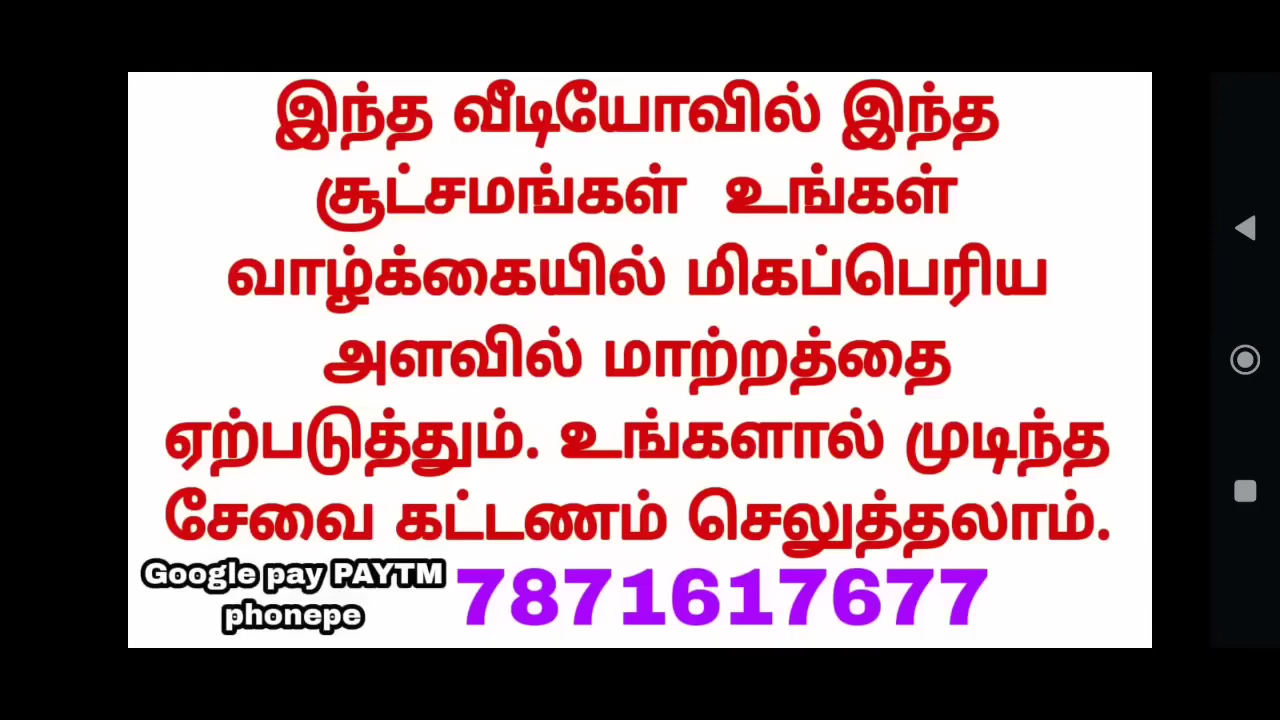 இந்த வீடியோவில் இந்த
சூட்சமங்கள் உங்கள்
வாழ்க்கையில் மிகப்பெரிய
அளவில் மாற்றத்தை
ஏற்படுத்தும். உங்களால் முடிந்த
சேவை கட்டணம் செலுத்தலாம்.
Google pay PAYTM
phonepe
7871617677